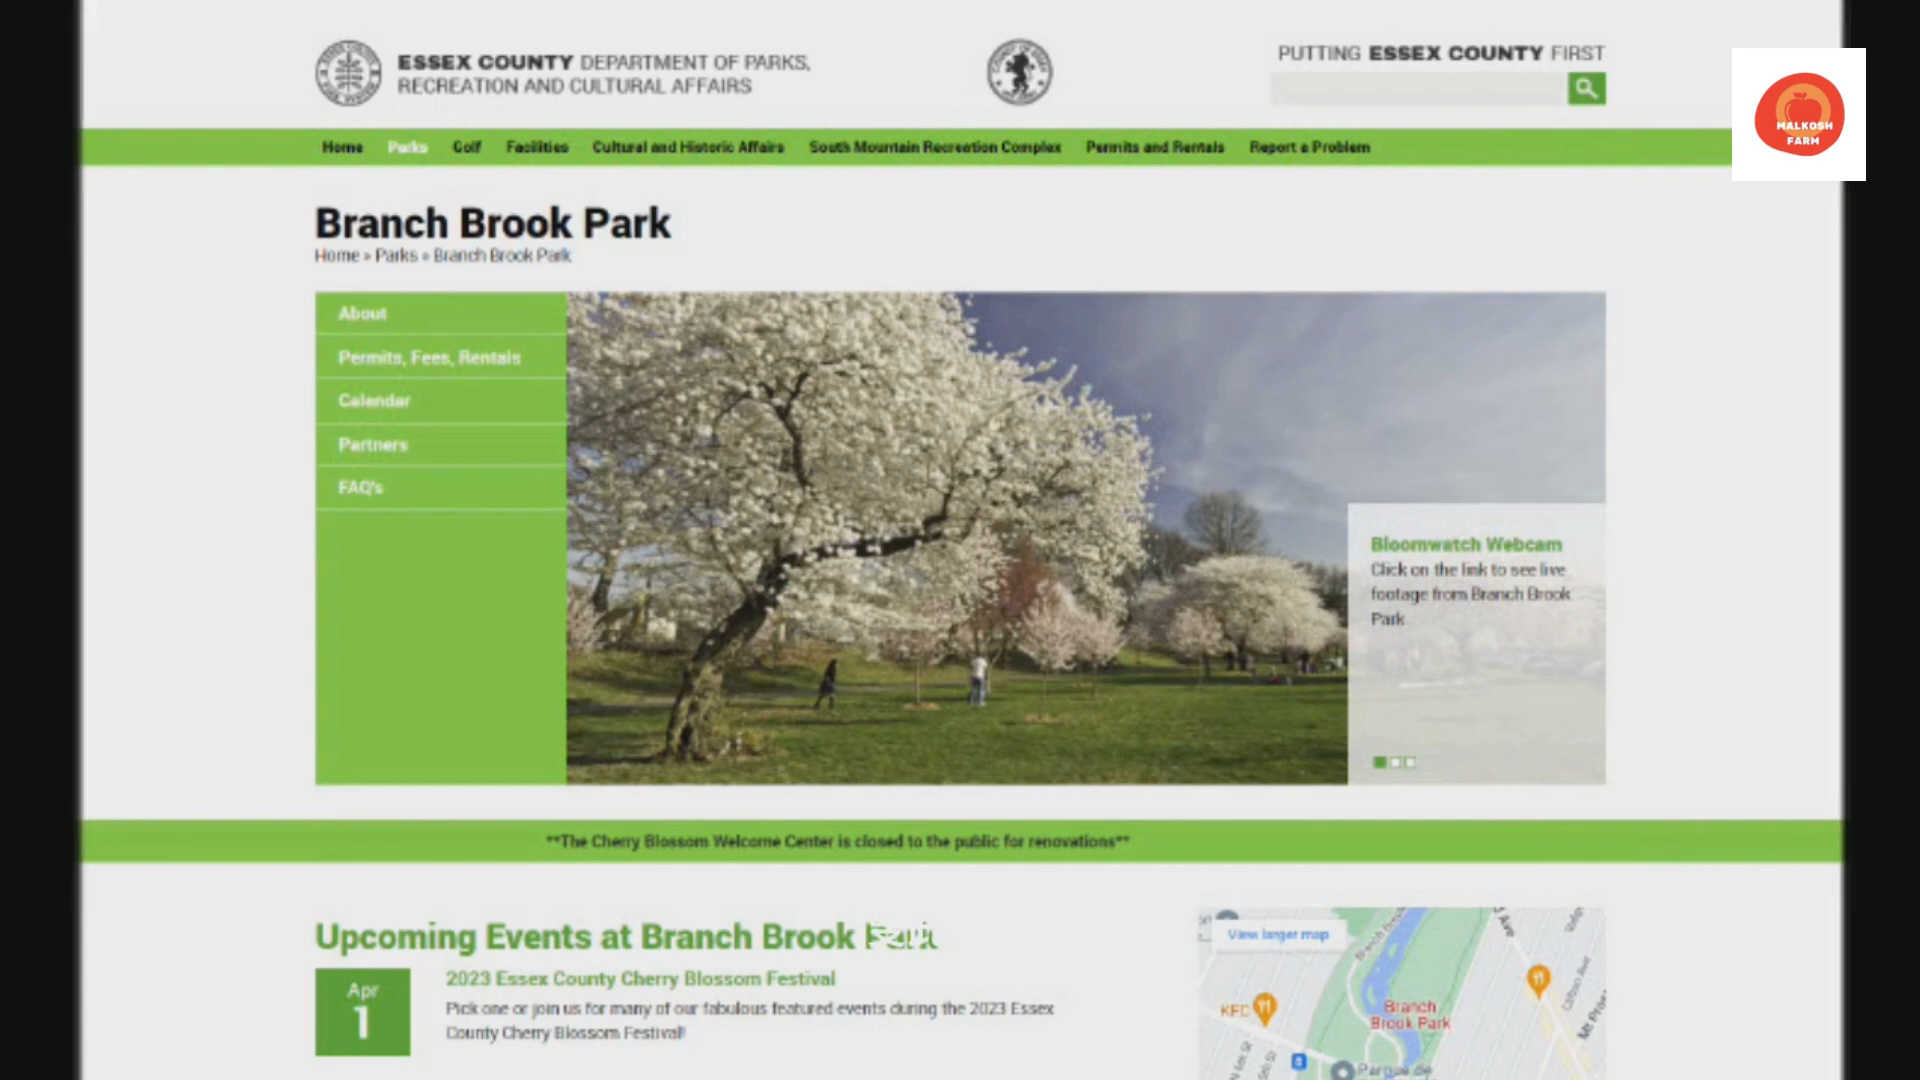 ESSEX COUNTY DEPARTMENT OF PARKS,
RECREATION AND CULTURAL AFFAIRS
PUTTING ESSEX COUNTY FIRST
MALKOSH
FARM
Home Parks Golf Facilities Cultural and Historic Affairs South Mountain Recreation Complex Permits and Rentals Report a Problem
Branch Brook Park
Home » Parks » Branch Brook Park
About
Permits, Fees, Rentals
Calendar
Partners
FAQ's
Bloomwatch Webcam
Click on the link to see live
footage from Branch Brook
Park
**The Cherry Blossom Welcome Center is closed to the public for renovations**
Upcoming Events at Branch Brook
Apr
1
2023 Essex County Cherry Blossom Festival
Pick one or join us for many of our fabulous featured events during the 2023 Essex
County Cherry Blossom Festival!
View larger map
KFC
Branch
Brook Park
Parque de